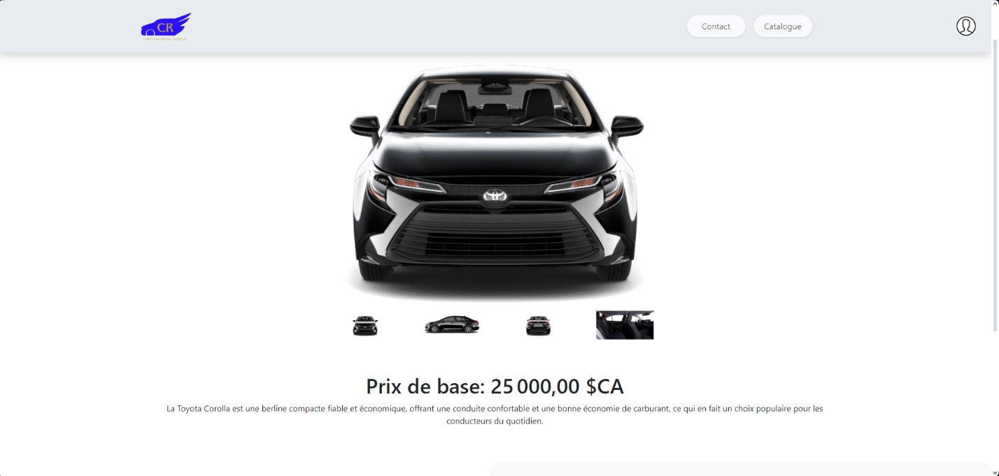 CR
Contact
Catalogue
Prix de base: 25 000,00 $CA
La Toyota Corolla est une berline compacte fiable et économique, offrant une conduite confortable et une bonne économie de carburant, ce qui en fait un choix populaire pour les
conducteurs du quotidien.